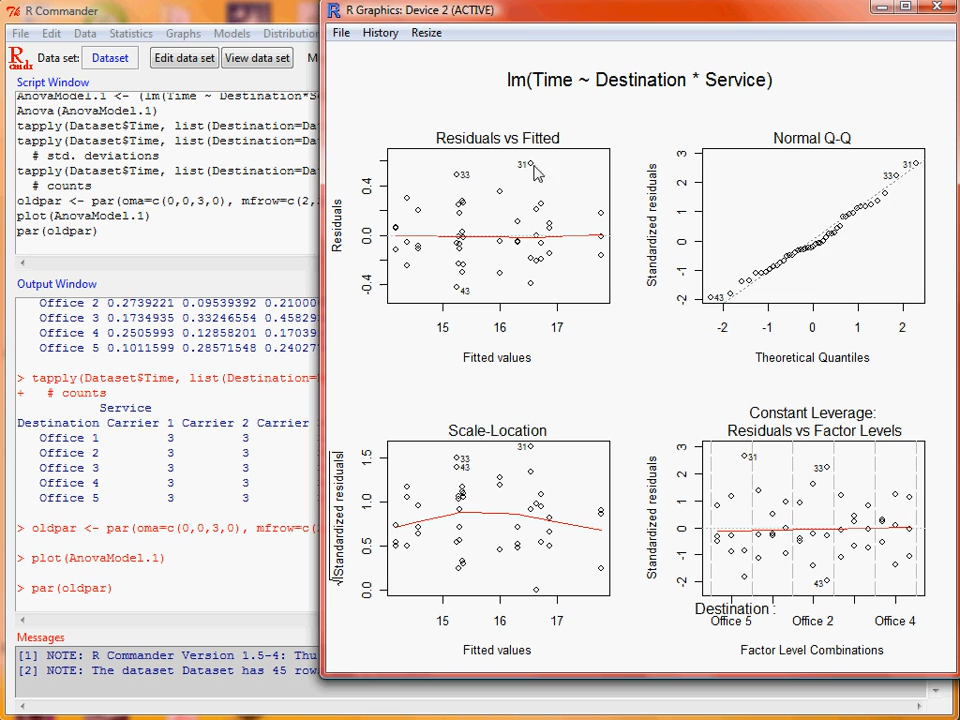 R Commander
File Edit Data Statistics Graphs Models Distribution
R cmdr Data set: Dataset Edit data set View data set M
Script Window
AnovaModel.1 <- (lm(Time ~ Destination*S
Anova(AnovaModel.1)
tapply(Dataset$Time, list(Destination=Da
tapply(Dataset$Time, list(Destination=Da
# std. deviations
tapply(Dataset$Time, list(Destination=Da
# counts
oldpar <- par(oma=c(0,0,3,0), mfrow=c(2,
plot(AnovaModel.1)
par(oldpar)
Output Window
Office 2 0.2739221 0.09539392 0.210000
Office 3 0.1734935 0.33246554 0.45829
Office 4 0.2505993 0.12858201 0.17039
Office 5 0.1011599 0.28571548 0.24027
> tapply(Dataset$Time, list(Destination=
+ # counts
Service
Destination Carrier 1 Carrier 2 Carrier
Office 1 3 3
Office 2 3 3
Office 3 3 3
Office 4 3 3
Office 5 3 3
> oldpar <- par(oma=c(0,0,3,0), mfrow=c(2
> plot(AnovaModel.1)
> par(oldpar)
Messages
[1] NOTE: R Commander Version 1.5-4: Thu
[2] NOTE: The dataset Dataset has 45 row
R Graphics: Device 2 (ACTIVE)
File History Resize
lm(Time ~ Destination * Service)
Residuals vs Fitted
Residuals
0.4
0.0
-0.4
31
33
43
15 16 17
Fitted values
Normal Q-Q
Standardized residuals
3
2
1
0
-1
-2
31
33
43
-2 -1 0 1 2
Theoretical Quantiles
Scale-Location
√|Standardized residuals|
1.5
1.0
0.5
0.0
31
33
43
15 16 17
Fitted values
Constant Leverage:
Residuals vs Factor Levels
Standardized residuals
3
2
1
0
-1
-2
31
33
43
Destination :
Office 5 Office 2 Office 4
Factor Level Combinations